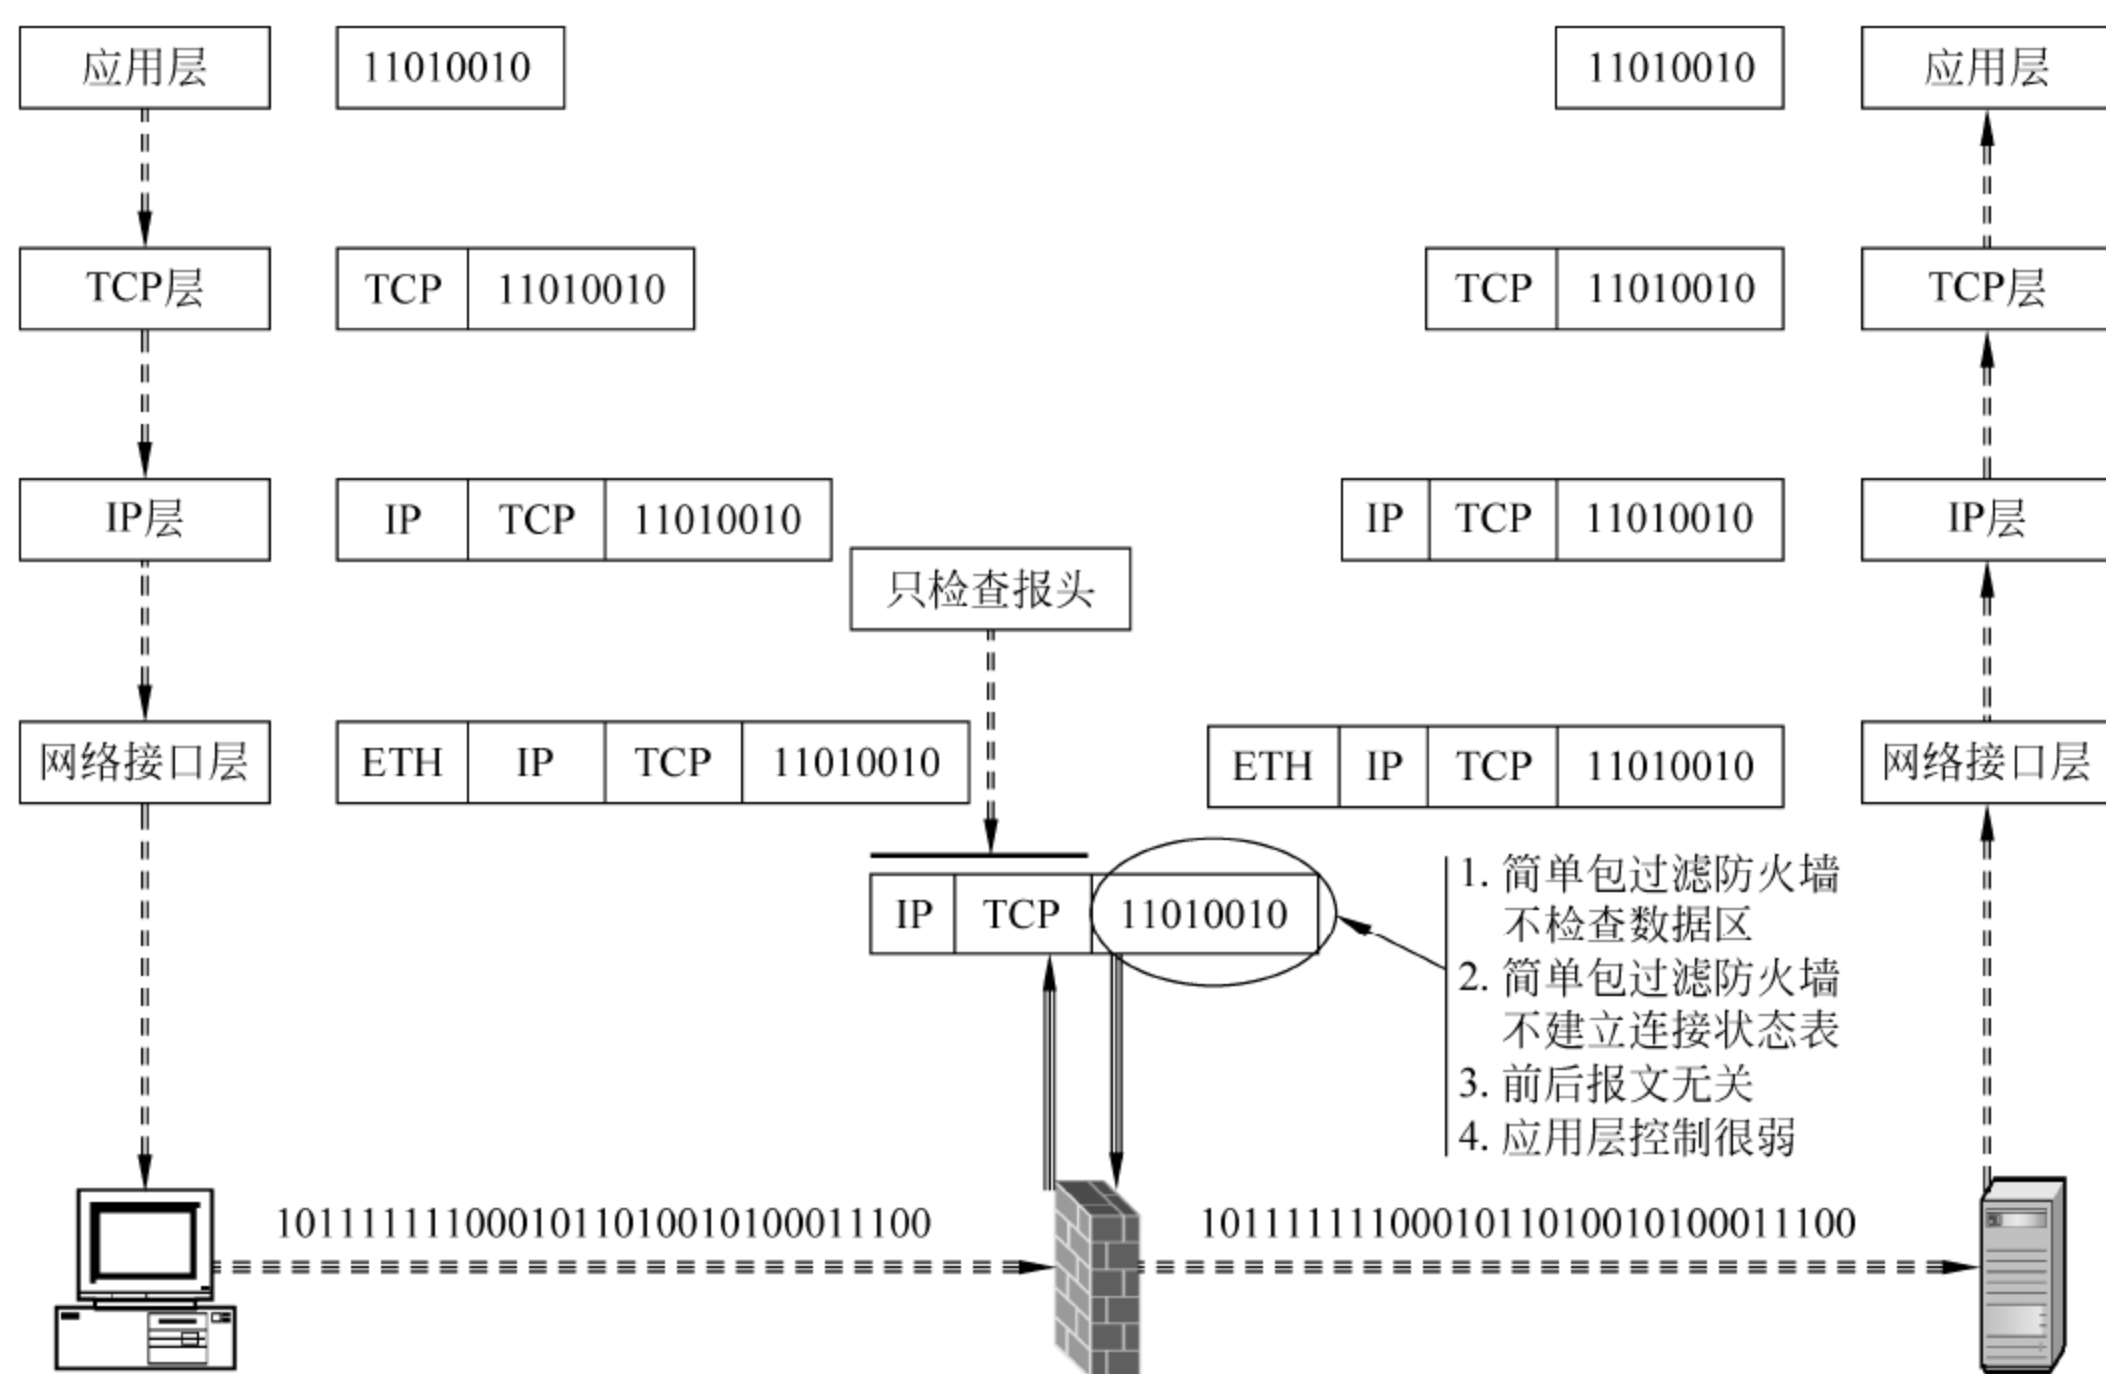 应用层 11010010 11010010 应用层
TCP层 TCP 11010010 TCP 11010010 TCP层
IP层 IP TCP 11010010 IP TCP 11010010 IP层
只检查报头
网络接口层 ETH IP TCP 11010010 ETH IP TCP 11010010 网络接口层
IP TCP 11010010
1. 简单包过滤防火墙
不检查数据区
2. 简单包过滤防火墙
不建立连接状态表
3. 前后报文无关
4. 应用层控制很弱
1011111110001011010010100011100 1011111110001011010010100011100